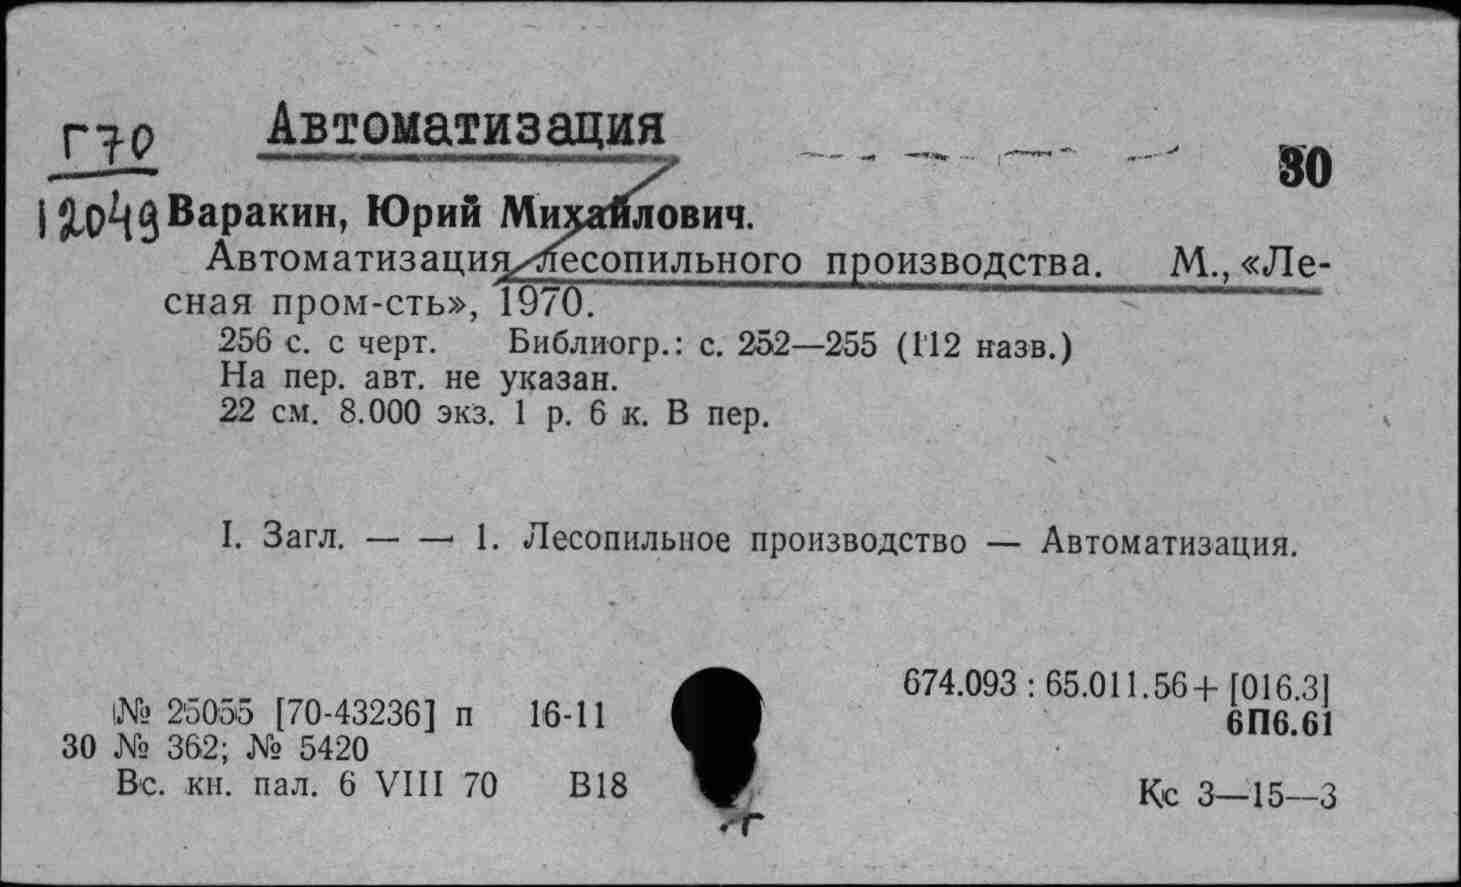 Автоматизация
Г70
12049
30
Варакин, Юрий Михайлович.
Автоматизация лесопильного производства. М., «Ле-
сная пром-сть», 1970.
256 с. с черт. Библиогр.: с. 252—255 (112 назв.)
На пер. авт. не указан.
22 см. 8.000 экз. 1 р. 6 к. В пер.
I. Загл. — — 1. Лесопильное производство — Автоматизация.
674.093 : 65.011.56+ [016.3]
6П6.61
№ 25055 [70-43236] п 16-11
30 № 362; № 5420
Вс. кн. пал. 6 VIII 70 В18
Кс 3—15—3